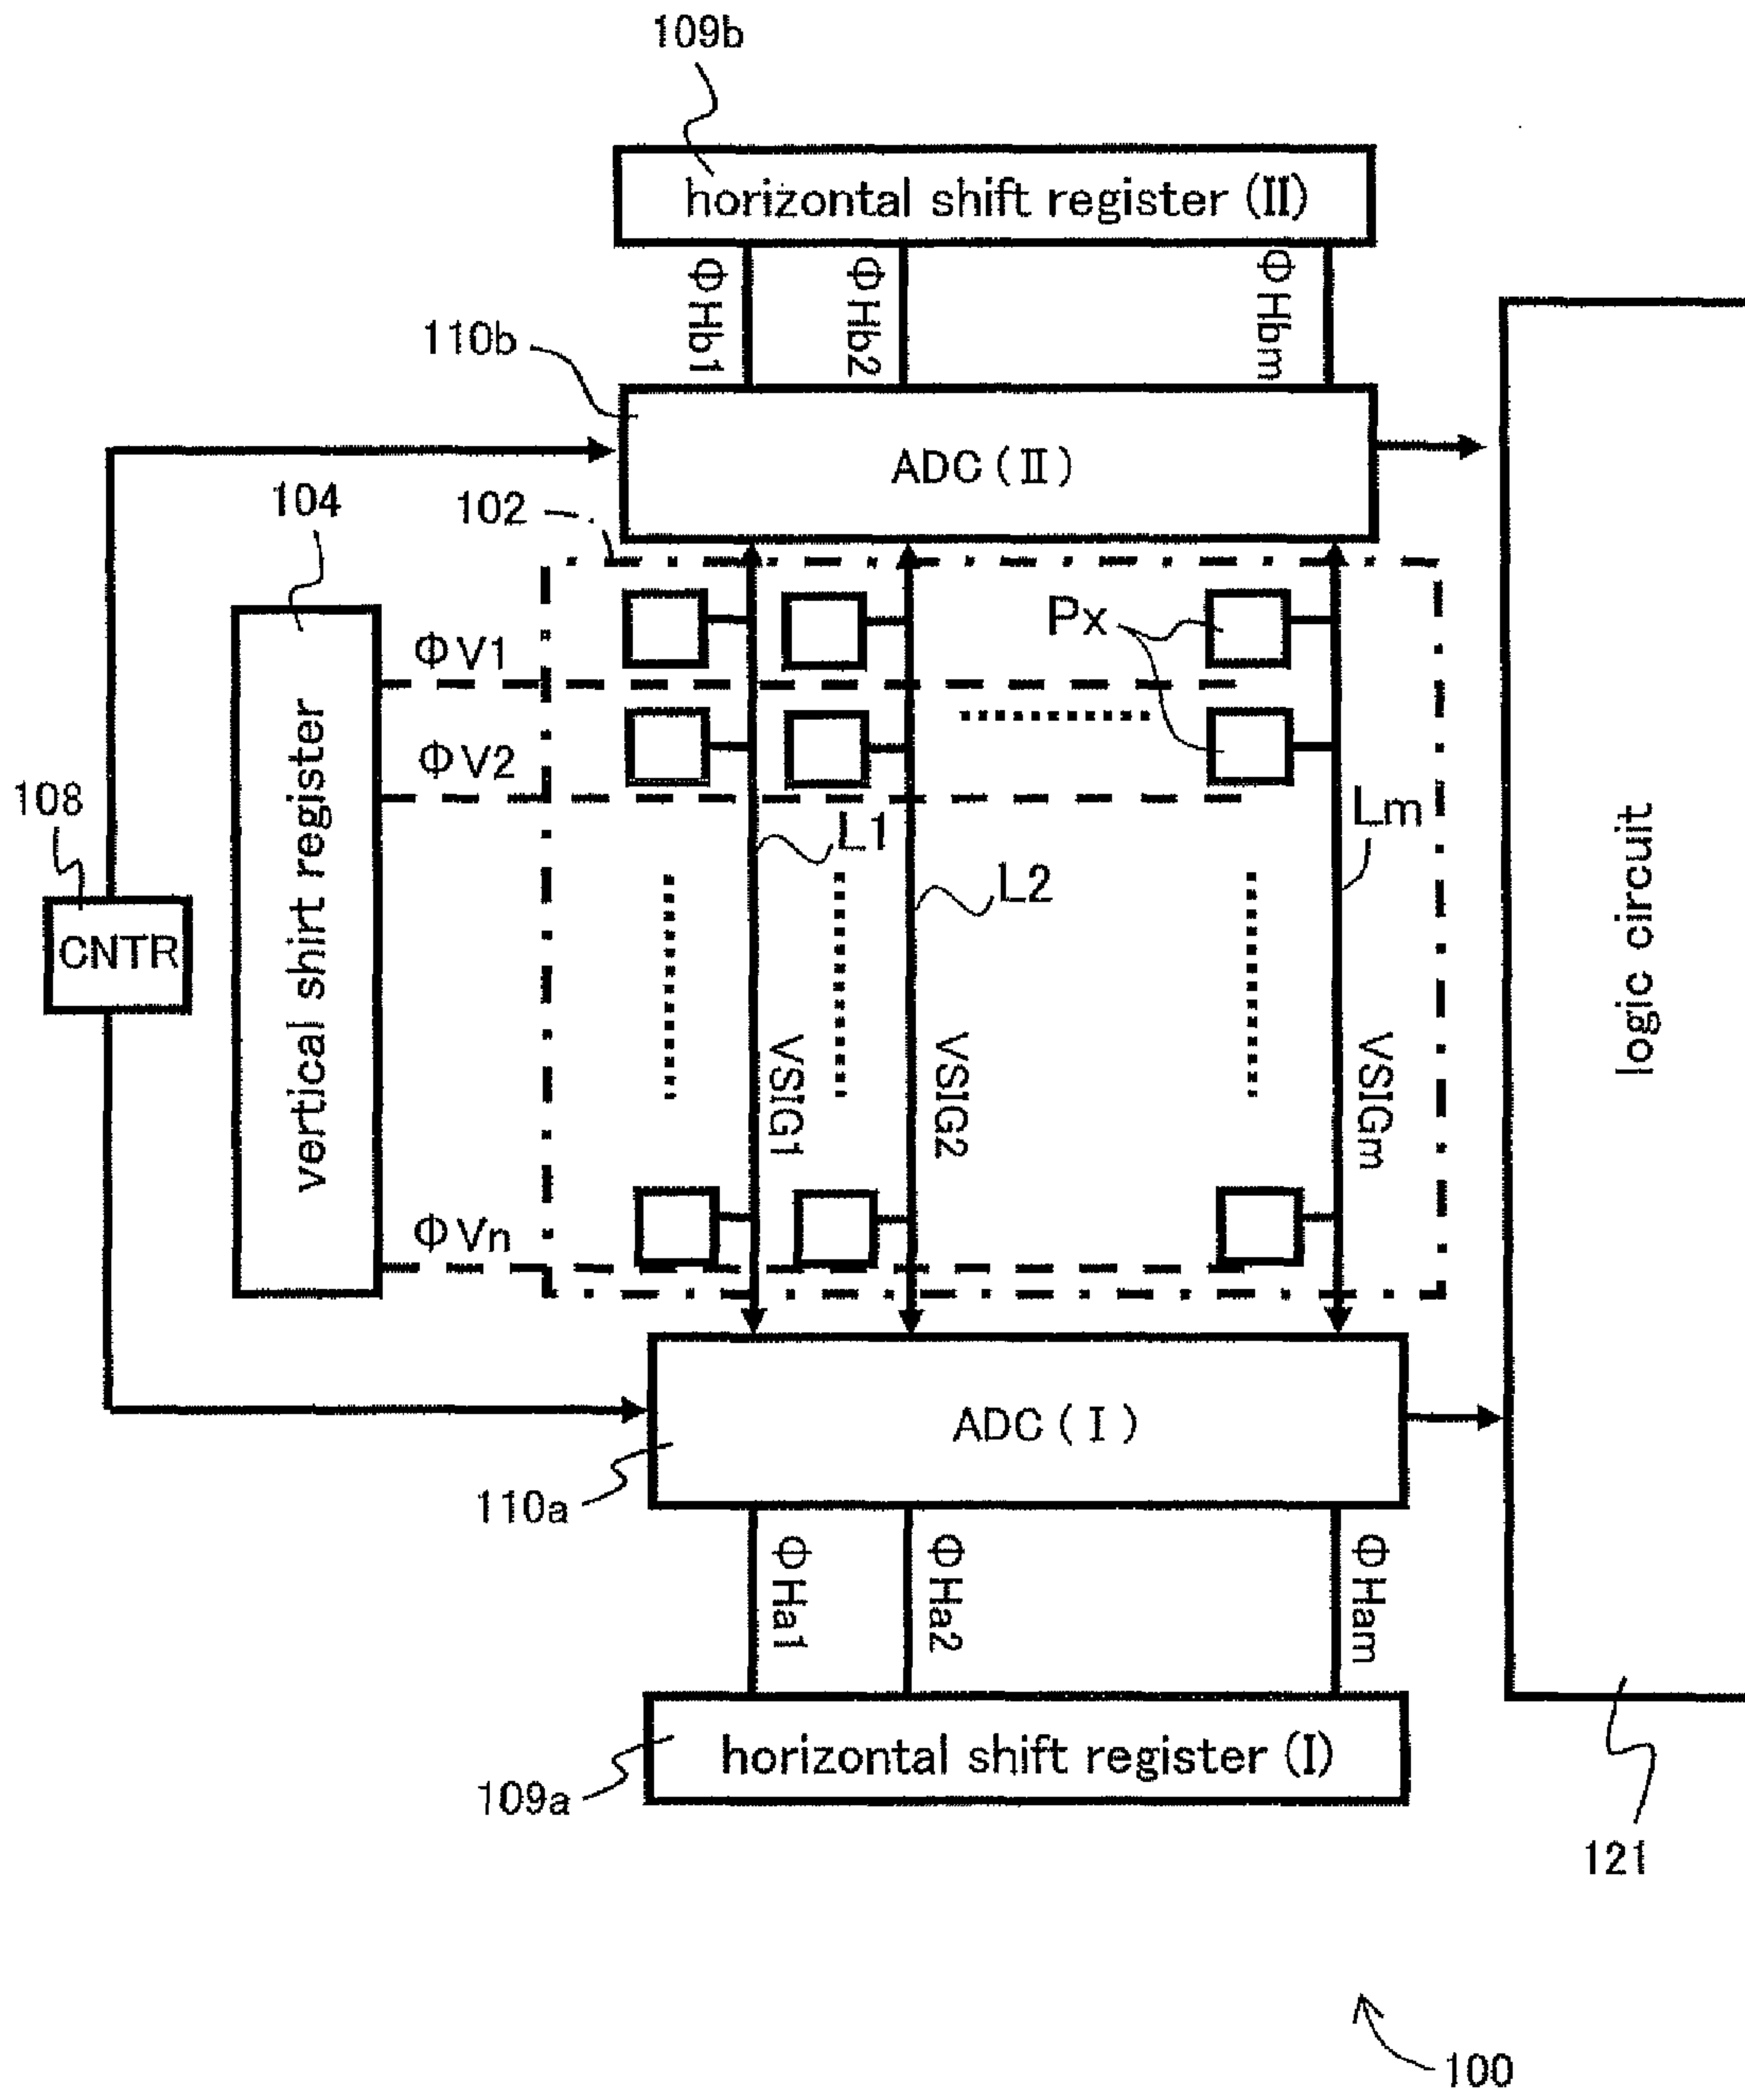 109b
horizontal shift register (II)
ΦHb1
ΦHb2
ΦHbm
110b
ADC (II)
104
102
Px
ΦV1
ΦV2
108
CNTR
vertical shirt register
L1
L2
Lm
logic circuit
VSIG1
VSIG2
VSIGm
ΦVn
ADC (I)
110a
ΦHa1
ΦHa2
ΦHam
horizontal shift register (I)
109a
121
100